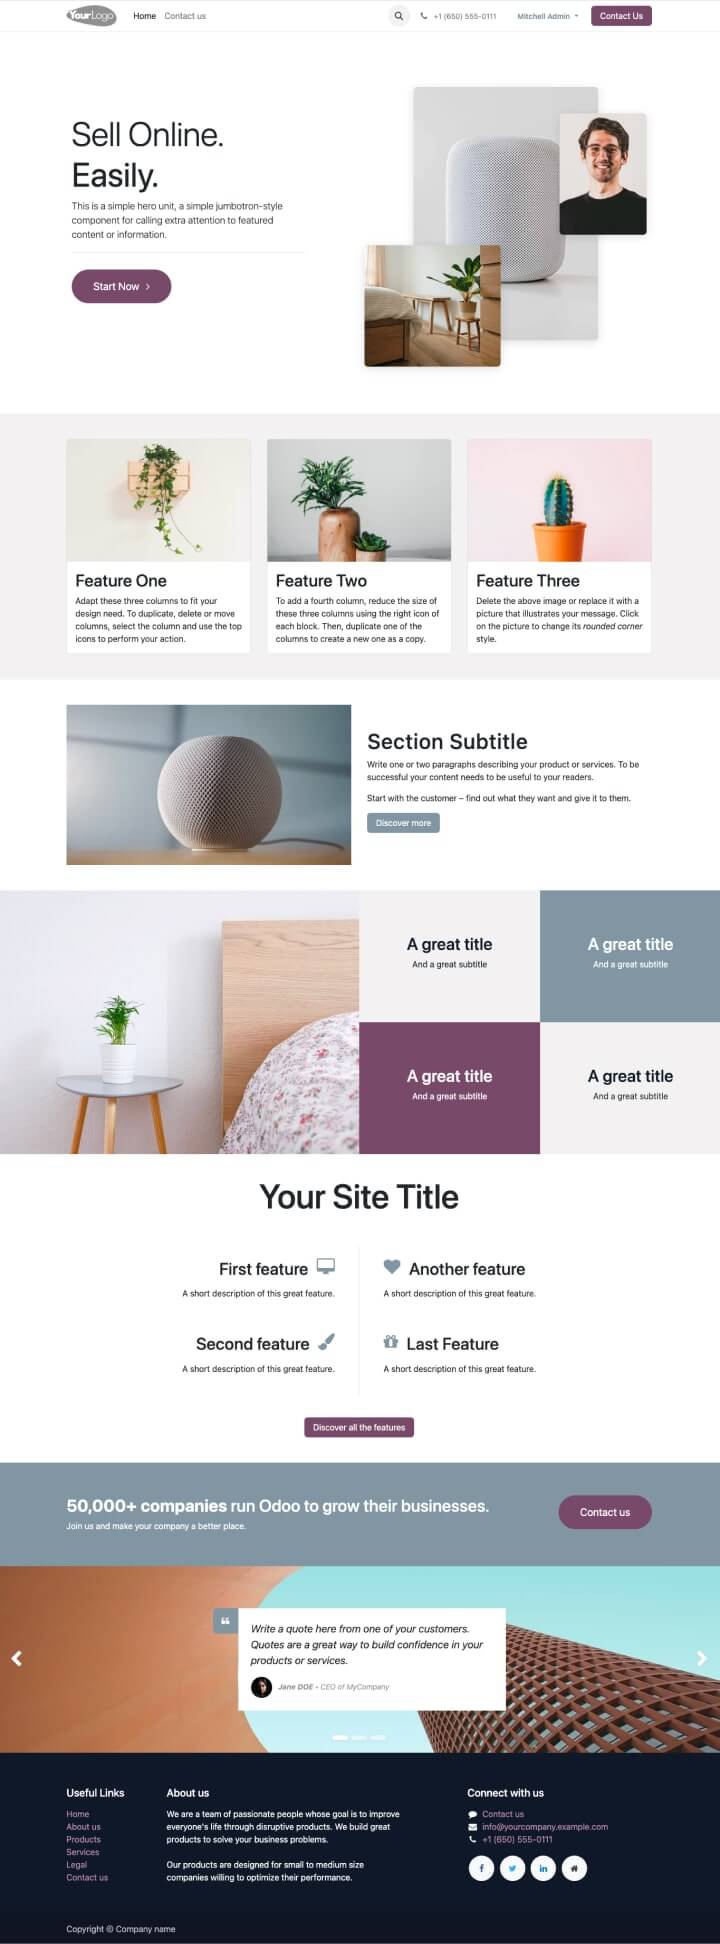 YourLogo Home Contact us +1 (650) 555-0111 Mitchell Admin Contact Us
Sell Online.
Easily.
This is a simple hero unit, a simple jumbotron-style
component for calling extra attention to featured
content or information.
Start Now
Feature One
Adapt these three columns to fit your
design need. To duplicate, delete or move
columns, select the column and use the top
icons to perform your action.
Feature Two
To add a fourth column, reduce the size of
these three columns using the right icon of
each block. Then, duplicate one of the
columns to create a new one as a copy.
Feature Three
Delete the above image or replace it with a
picture that illustrates your message. Click
on the picture to change its rounded corner
style.
Section Subtitle
Write one or two paragraphs describing your product or services. To be
successful your content needs to be useful to your readers.
Start with the customer – find out what they want and give it to them.
Discover more
A great title
And a great subtitle
A great title
And a great subtitle
A great title
And a great subtitle
A great title
And a great subtitle
Your Site Title
First feature
A short description of this great feature.
Another feature
A short description of this great feature.
Second feature
A short description of this great feature.
Last Feature
A short description of this great feature.
Discover all the features
50,000+ companies run Odoo to grow their businesses.
Join us and make your company a better place.
Contact us
Write a quote here from one of your customers.
Quotes are a great way to build confidence in your
products or services.
Jane DOE • CEO of MyCompany
Useful Links
Home
About us
Products
Services
Legal
Contact us
About us
We are a team of passionate people whose goal is to improve
everyone's life through disruptive products. We build great
products to solve your business problems.
Our products are designed for small to medium size
companies willing to optimize their performance.
Connect with us
Contact us
info@yourcompany.example.com
+1 (650) 555-0111
Copyright © Company name